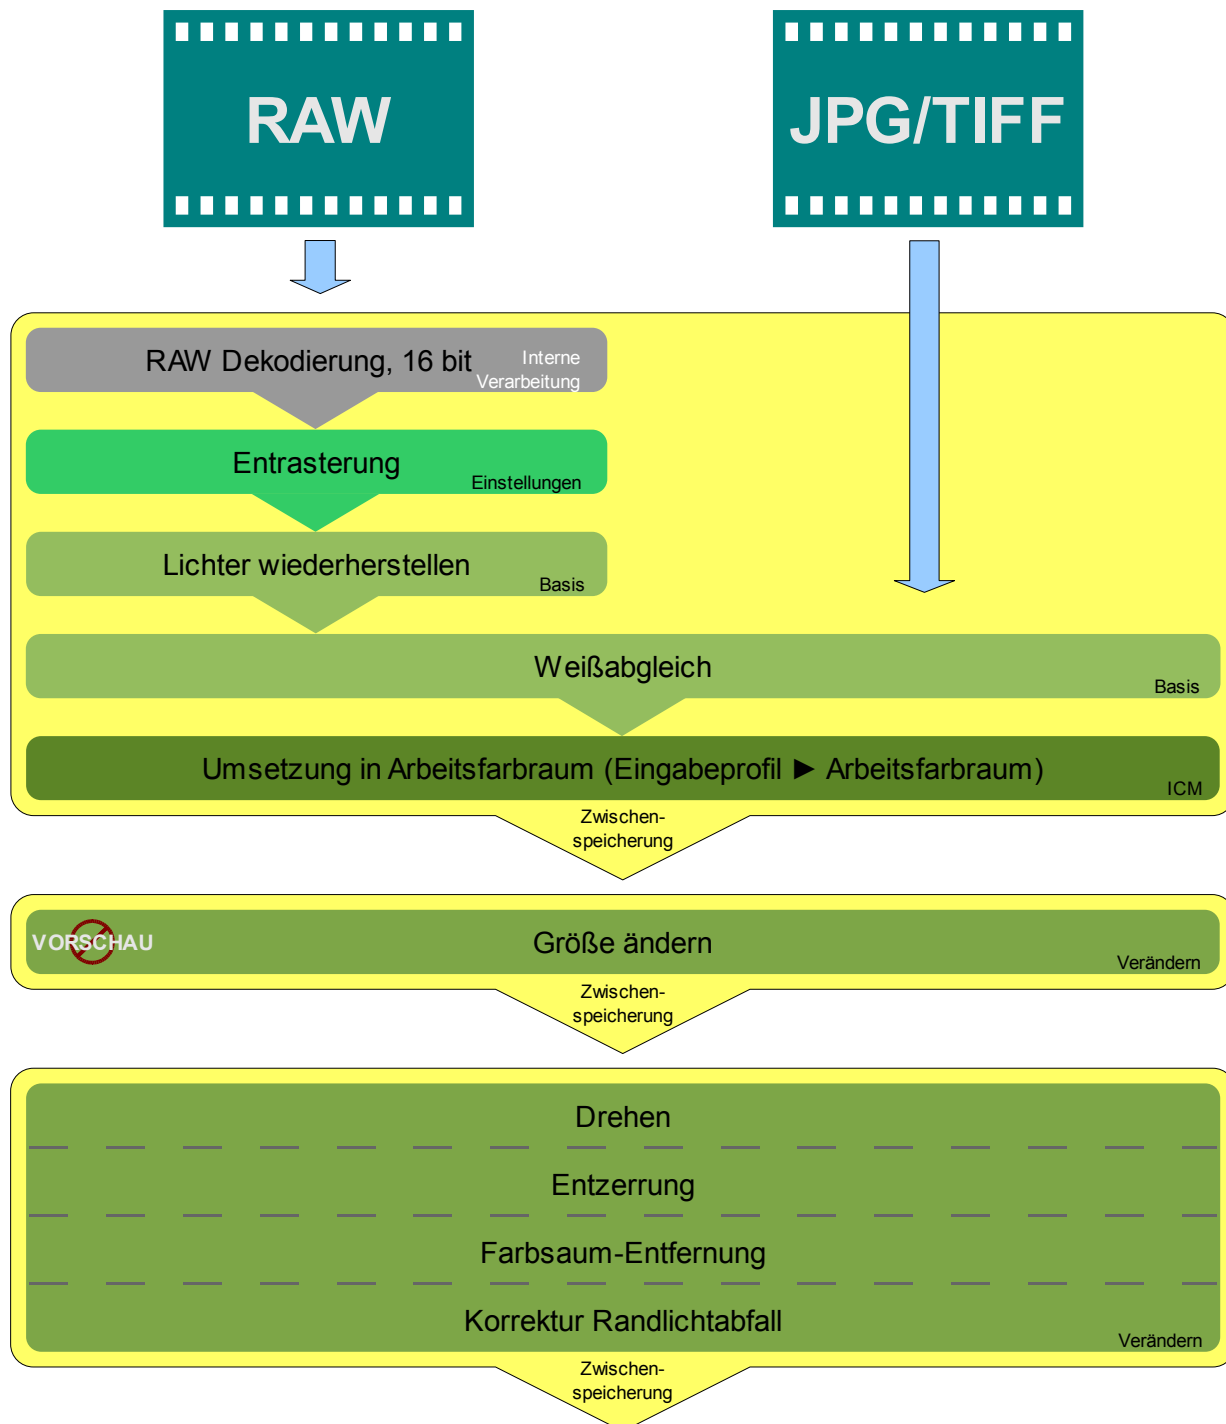 RAW
JPG/TIFF
RAW Dekodierung, 16 bit
Interne
Verarbeitung
Entrasterung
Einstellungen
Lichter wiederherstellen
Basis
Weißabgleich
Basis
Umsetzung in Arbeitsfarbraum (Eingabeprofil ► Arbeitsfarbraum)
ICM
Zwischen-
speicherung
VORSCHAU
Größe ändern
Verändern
Zwischen-
speicherung
Drehen
Entzerrung
Farbsaum-Entfernung
Korrektur Randlichtabfall
Verändern
Zwischen-
speicherung